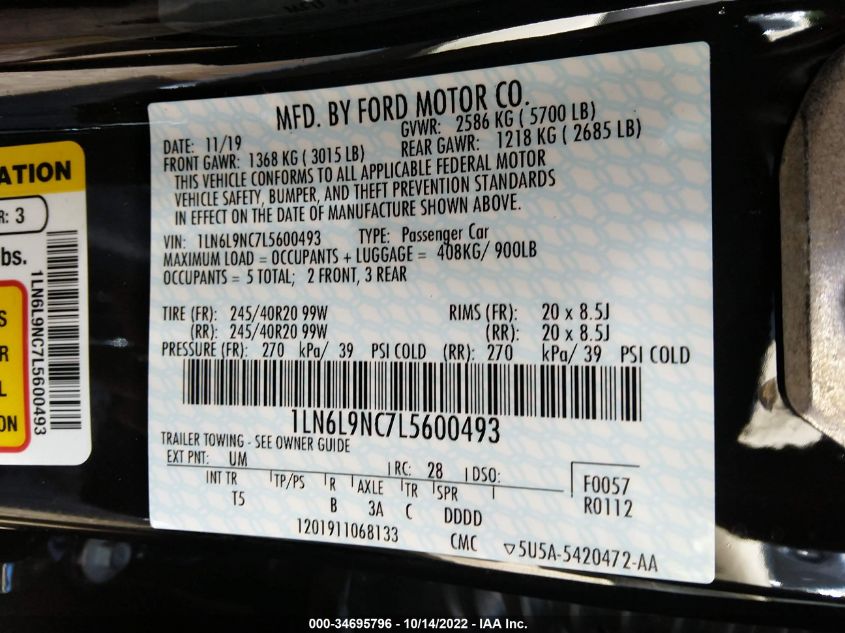 MFD. BY FORD MOTOR CO.
DATE: 11/19 GVWR: 2586 KG ( 5700 LB)
FRONT GAWR: 1368 KG ( 3015 LB) REAR GAWR: 1218 KG ( 2685 LB)
THIS VEHICLE CONFORMS TO ALL APPLICABLE FEDERAL MOTOR
VEHICLE SAFETY, BUMPER, AND THEFT PREVENTION STANDARDS
IN EFFECT ON THE DATE OF MANUFACTURE SHOWN ABOVE.
VIN: 1LN6L9NC7L5600493 TYPE: Passenger Car
MAXIMUM LOAD = OCCUPANTS + LUGGAGE = 408KG/ 900LB
OCCUPANTS = 5 TOTAL; 2 FRONT, 3 REAR
TIRE (FR): 245/40R20 99W RIMS (FR): 20 x 8.5J
(RR): 245/40R20 99W (RR): 20 x 8.5J
PRESSURE (FR): 270 kPa/ 39 PSI COLD (RR): 270 kPa/ 39 PSI COLD
1LN6L9NC7L5600493
TRAILER TOWING - SEE OWNER GUIDE
EXT PNT: UM RC: 28 DSO: F0057
INT TR TP/PS R AXLE TR SPR R0112
T5 B 3A C DDDD
1201911068133 CMC 5U5A-5420472-AA
ATION
R: 3
bs.
S
R
L
ON
1LN6L9NC7L5600493
000-34695796 - 10/14/2022 - IAA Inc.